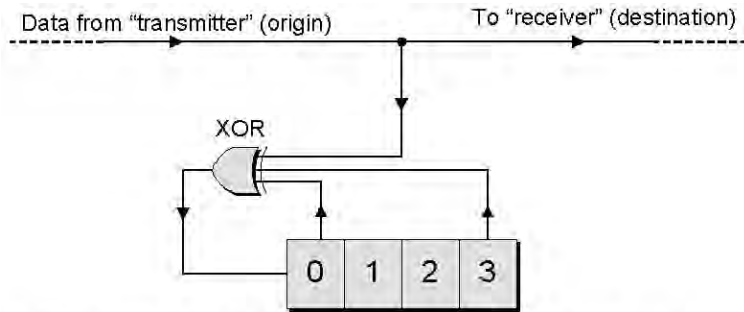 Data from “transmitter” (origin)
To “receiver” (destination)
XOR
0 1 2 3